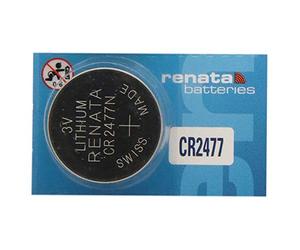 renata
batteries
3V
LITHIUM
RENATA
CR2477N
SWISS MADE
+
CR2477